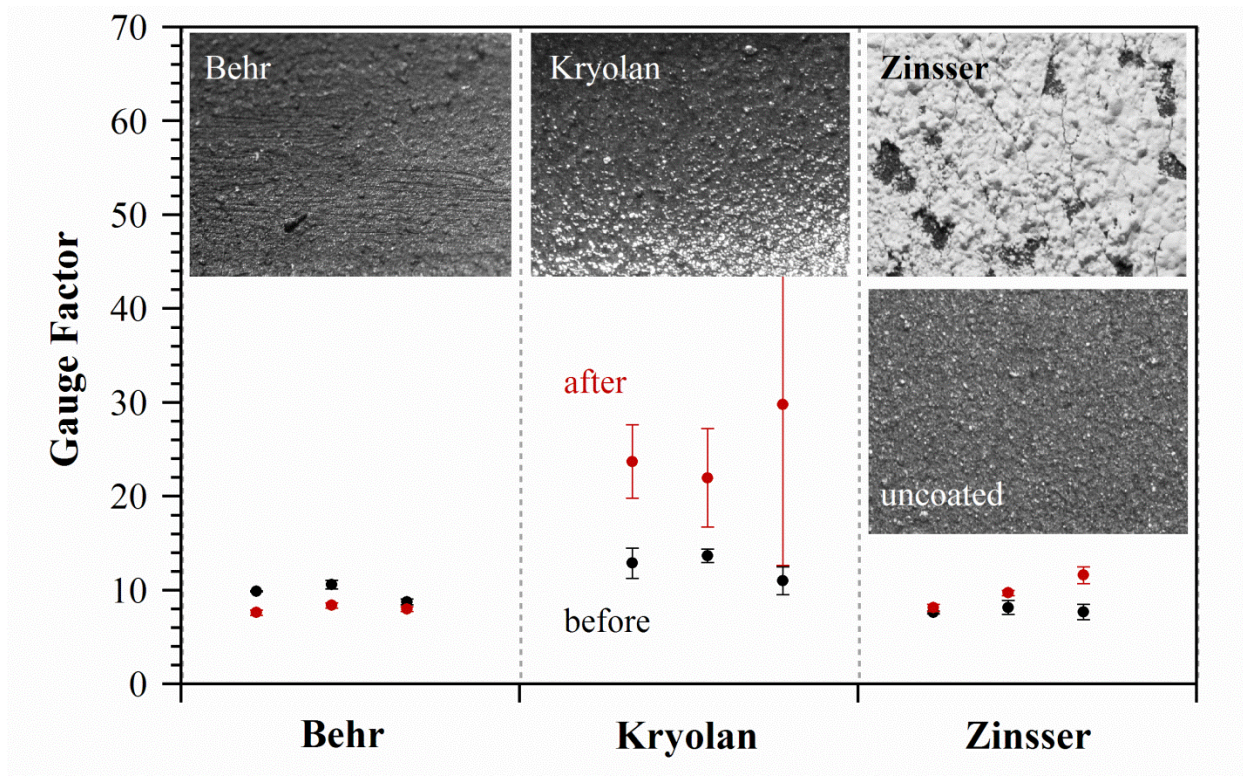 70
60
50
40
30
20
10
0
Gauge Factor
Behr
Kryolan
Zinsser
uncoated
after
before
Behr
Kryolan
Zinsser